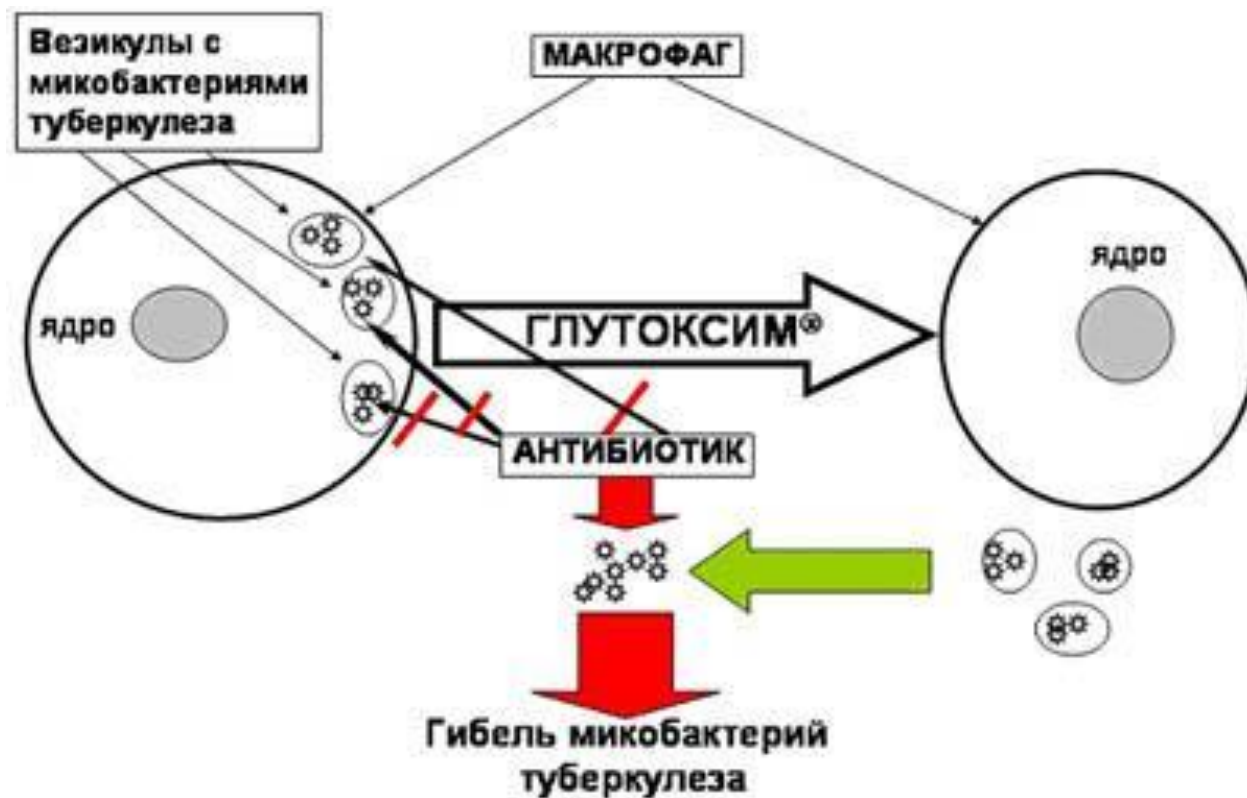 Везикулы с
микобактериями
туберкулеза
МАКРОФАГ
ядро
ядро
ГЛУТОКСИМ®
АНТИБИОТИК
Гибель микобактерий
туберкулеза